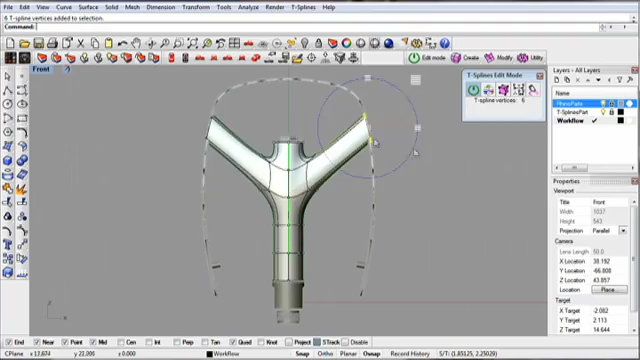 File Edit View Curve Surface Solid Mesh Dimension Transform Tools Analyze Render T-Splines Help
6 T-spline vertices added to selection.
Command:
Edit mode Create Modify Utility
Front
T-Splines Edit Mode
T-spline vertices: 6
Layers - All Layers
Name
RhinoParts
T-SplinesPart
Workflow
Properties
Viewport
Title Front
Width 1037
Height 543
Projection Parallel
Camera
Lens Length 50.0
X Location 38.192
Y Location -66.808
Z Location 43.857
Location Place...
Target
X Target -2.082
Y Target 2.113
Z Target 14.644
End Near Point Mid Cen Int Perp Tan Quad Knot Project STrack Disable
CPlane x 13.674 y 21.001 z 0.000 Workflow Snap Ortho Planar Osnap Record History S/T: (1.85125, 2.25029)